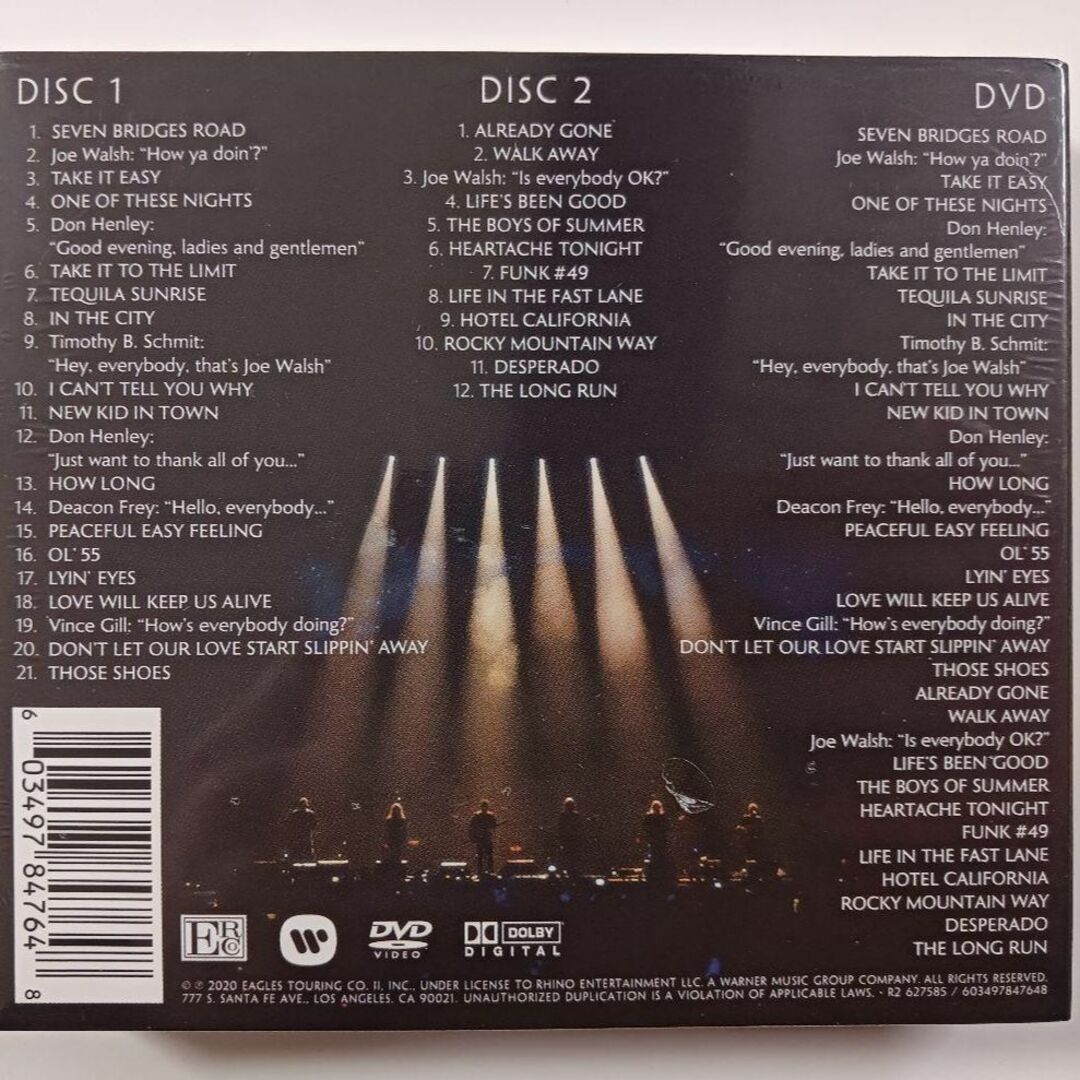 DISC 1
1. SEVEN BRIDGES ROAD
2. Joe Walsh: “How ya doin’?”
3. TAKE IT EASY
4. ONE OF THESE NIGHTS
5. Don Henley:
“Good evening, ladies and gentlemen”
6. TAKE IT TO THE LIMIT
7. TEQUILA SUNRISE
8. IN THE CITY
9. Timothy B. Schmit:
“Hey, everybody, that’s Joe Walsh”
10. I CAN’T TELL YOU WHY
11. NEW KID IN TOWN
12. Don Henley:
“Just want to thank all of you...”
13. HOW LONG
14. Deacon Frey: “Hello, everybody...”
15. PEACEFUL EASY FEELING
16. OL’ 55
17. LYIN’ EYES
18. LOVE WILL KEEP US ALIVE
19. Vince Gill: “How’s everybody doing?”
20. DON’T LET OUR LOVE START SLIPPIN’ AWAY
21. THOSE SHOES
DISC 2
1. ALREADY GONE
2. WALK AWAY
3. Joe Walsh: “Is everybody OK?”
4. LIFE’S BEEN GOOD
5. THE BOYS OF SUMMER
6. HEARTACHE TONIGHT
7. FUNK #49
8. LIFE IN THE FAST LANE
9. HOTEL CALIFORNIA
10. ROCKY MOUNTAIN WAY
11. DESPERADO
12. THE LONG RUN
DVD
SEVEN BRIDGES ROAD
Joe Walsh: “How ya doin’?”
TAKE IT EASY
ONE OF THESE NIGHTS
Don Henley:
“Good evening, ladies and gentlemen”
TAKE IT TO THE LIMIT
TEQUILA SUNRISE
IN THE CITY
Timothy B. Schmit:
“Hey, everybody, that’s Joe Walsh”
I CAN’T TELL YOU WHY
NEW KID IN TOWN
Don Henley:
“Just want to thank all of you...”
HOW LONG
Deacon Frey: “Hello, everybody...”
PEACEFUL EASY FEELING
OL’ 55
LYIN’ EYES
LOVE WILL KEEP US ALIVE
Vince Gill: “How’s everybody doing?”
DON’T LET OUR LOVE START SLIPPIN’ AWAY
THOSE SHOES
ALREADY GONE
WALK AWAY
Joe Walsh: “Is everybody OK?”
LIFE’S BEEN GOOD
THE BOYS OF SUMMER
HEARTACHE TONIGHT
FUNK #49
LIFE IN THE FAST LANE
HOTEL CALIFORNIA
ROCKY MOUNTAIN WAY
DESPERADO
THE LONG RUN
6 03497 84764 8
ERCo
DVD
VIDEO
DOLBY
DIGITAL
© ℗ 2020 EAGLES TOURING CO. II, INC., UNDER LICENSE TO RHINO ENTERTAINMENT LLC. A WARNER MUSIC GROUP COMPANY. ALL RIGHTS RESERVED.
777 S. SANTA FE AVE., LOS ANGELES, CA 90021. UNAUTHORIZED DUPLICATION IS A VIOLATION OF APPLICABLE LAWS. · R2 627585 / 603497847648